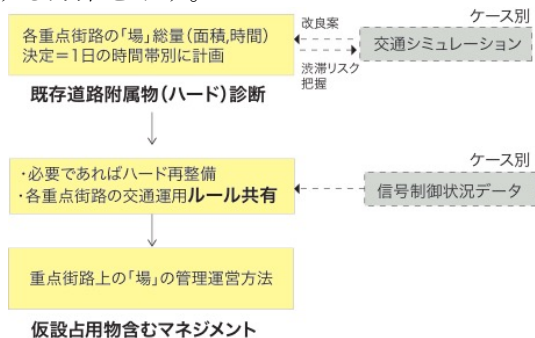 ケース別
各重点街路の「場」総量(面積,時間)
決定＝1日の時間帯別に計画
改良案
渋滞リスク
把握
交通シミュレーション
既存道路附属物(ハード)診断
ケース別
・必要であればハード再整備
・各重点街路の交通運用ルール共有
信号制御状況データ
重点街路上の「場」の管理運営方法
仮設占用物含むマネジメント